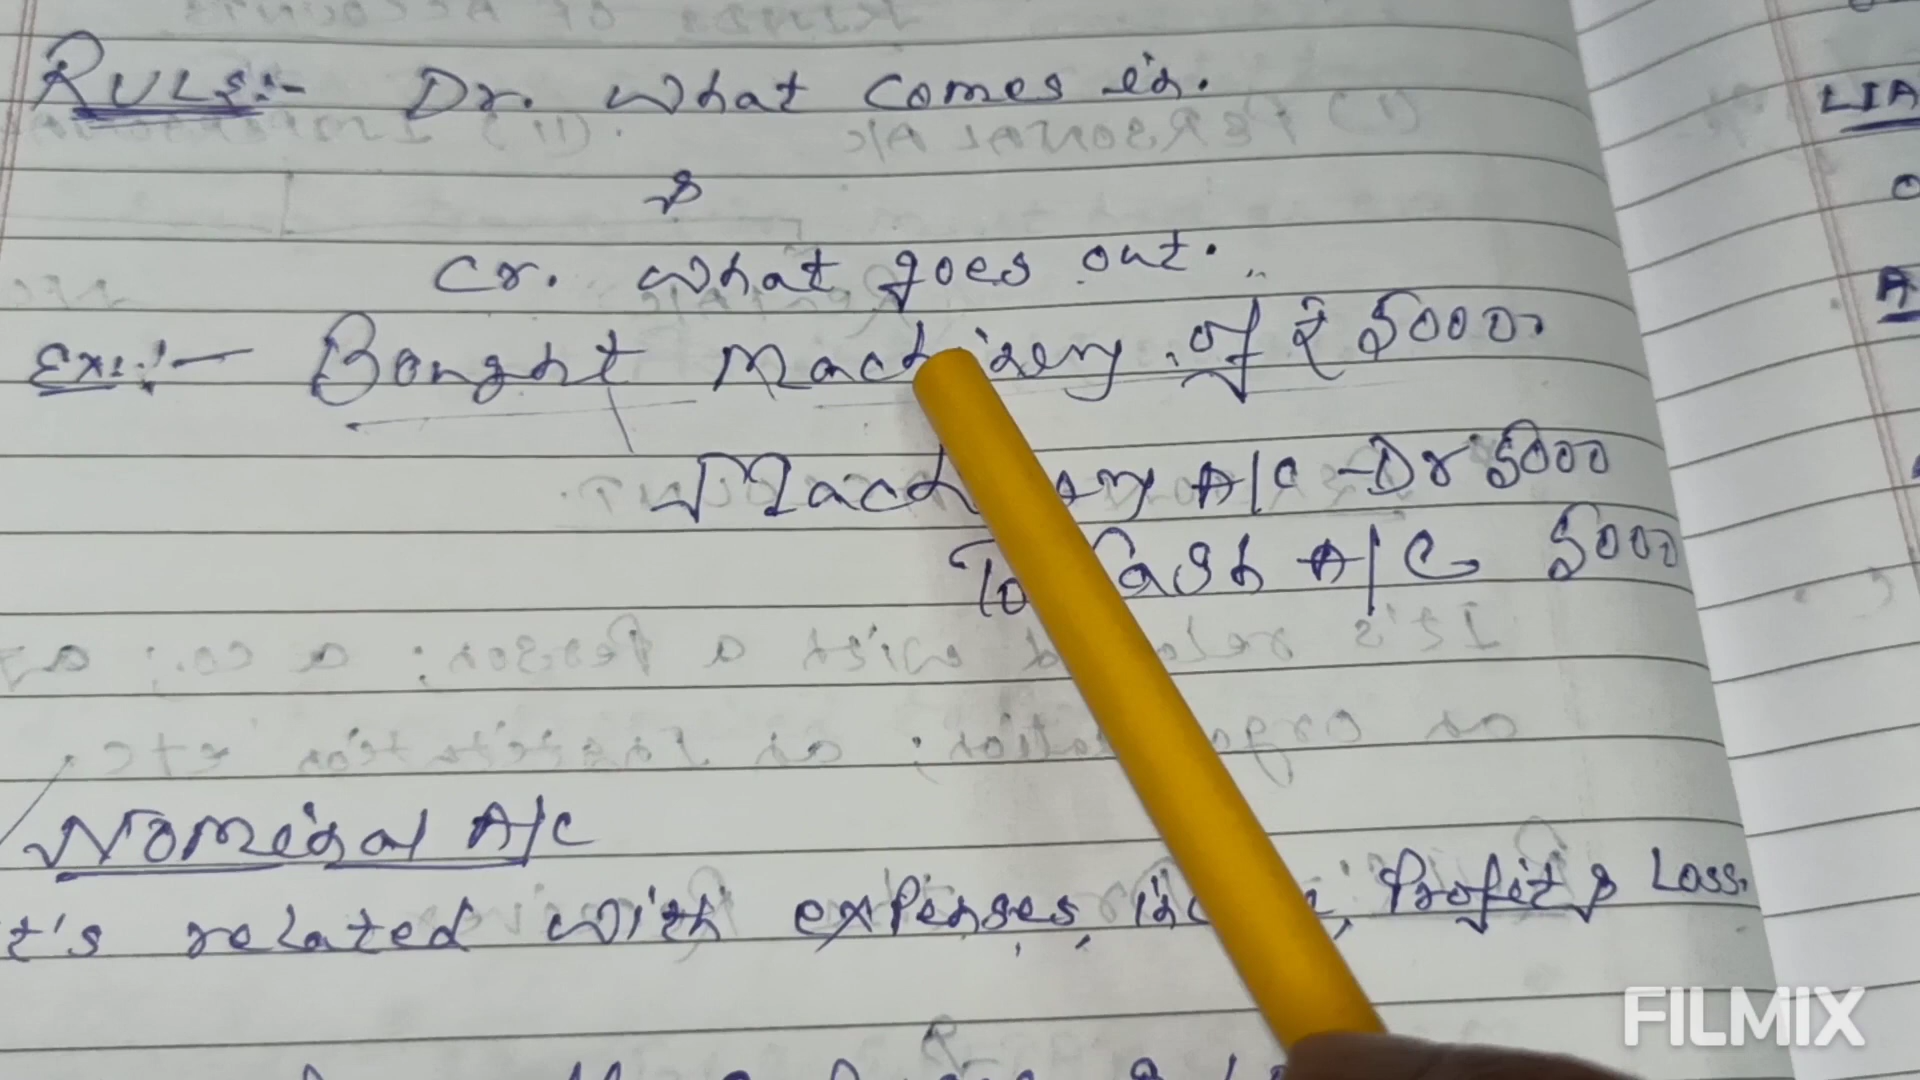 RULE:- Dr. What comes in.
&
Cr. What goes out.
Ex:- Bought Machinery of ₹ 5000
Machinery A/C - Dr 5000
To Cash A/C 5000
Nominal A/C
t's related with expenses, Profit & Loss.
LIA
A
FILMIX